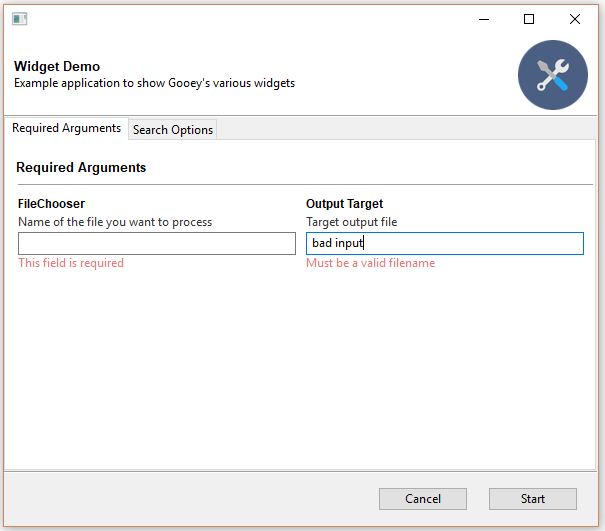 Widget Demo
Example application to show Gooey's various widgets
Required Arguments
Search Options
Required Arguments
FileChooser
Name of the file you want to process
This field is required
Output Target
Target output file
bad input
Must be a valid filename
Cancel
Start